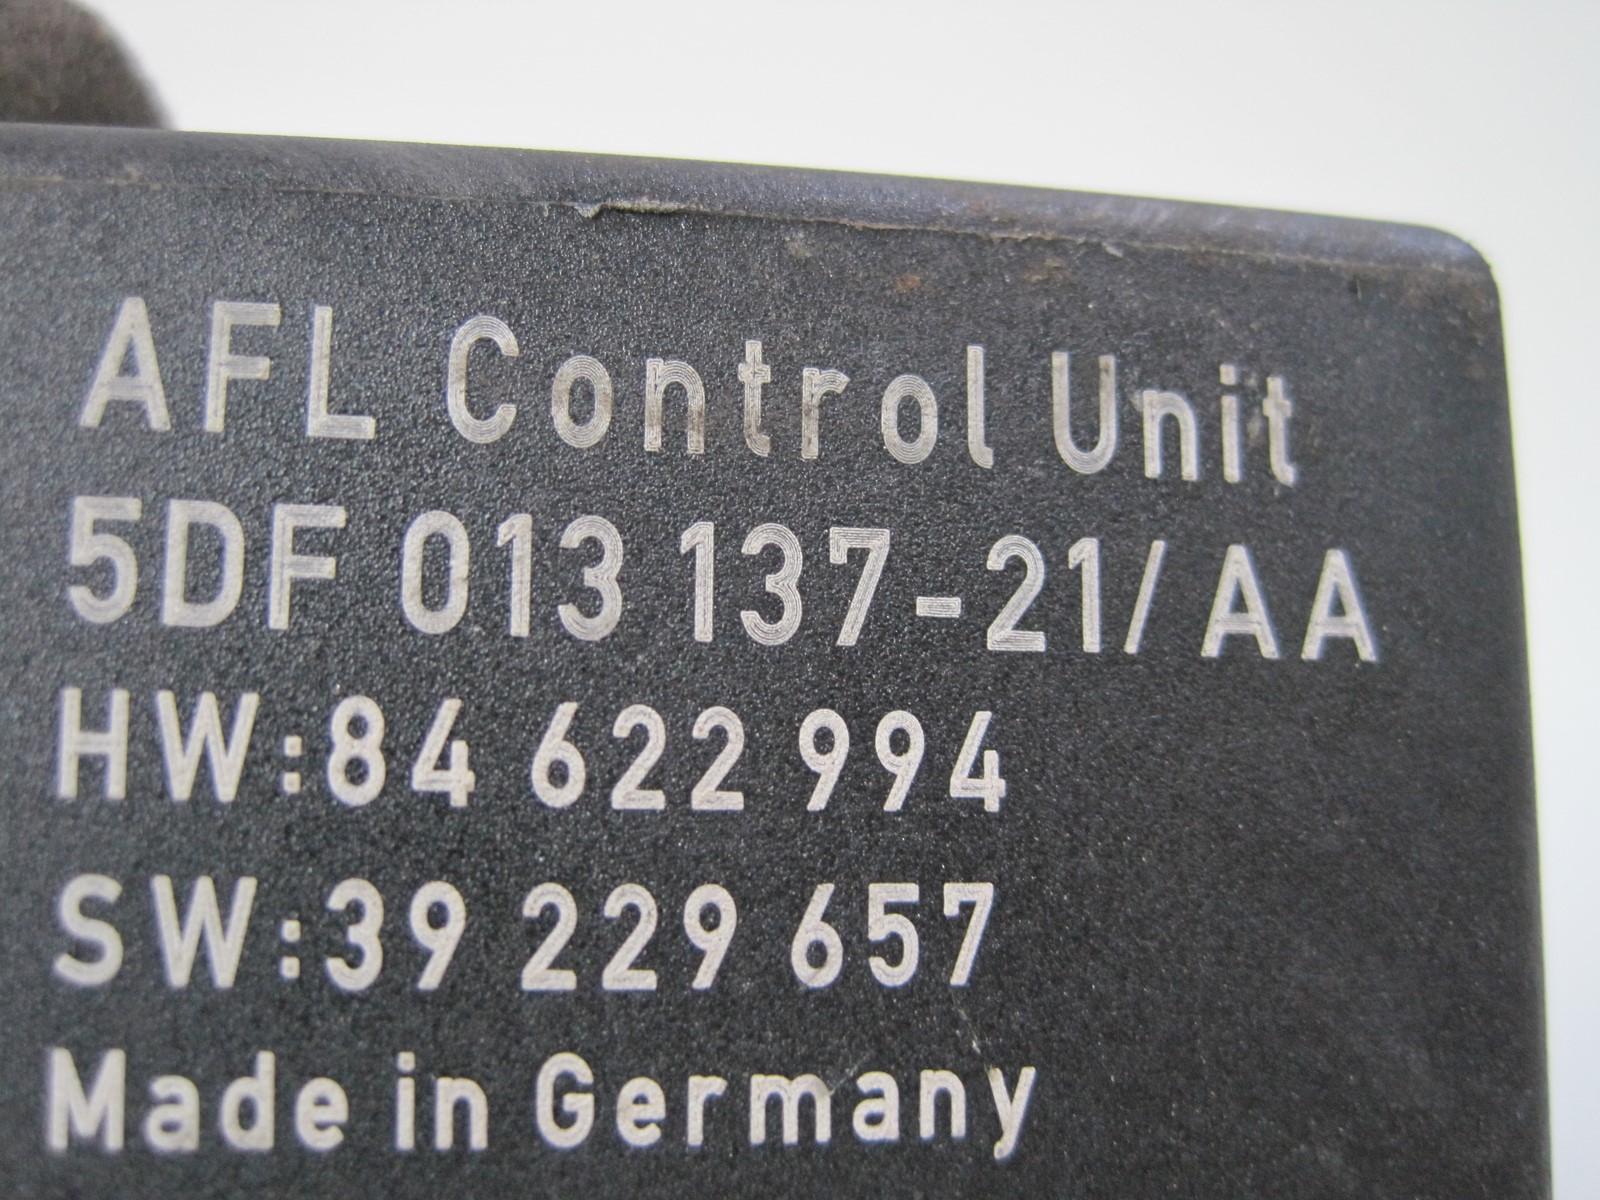 AFL Control Unit
5DF 013 137-21/AA
HW:84 622 994
SW:39 229 657
Made in Germany